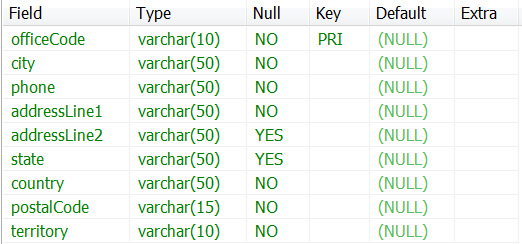 Field Type Null Key Default Extra
officeCode varchar(10) NO PRI (NULL)
city varchar(50) NO (NULL)
phone varchar(50) NO (NULL)
addressLine1 varchar(50) NO (NULL)
addressLine2 varchar(50) YES (NULL)
state varchar(50) YES (NULL)
country varchar(50) NO (NULL)
postalCode varchar(15) NO (NULL)
territory varchar(10) NO (NULL)